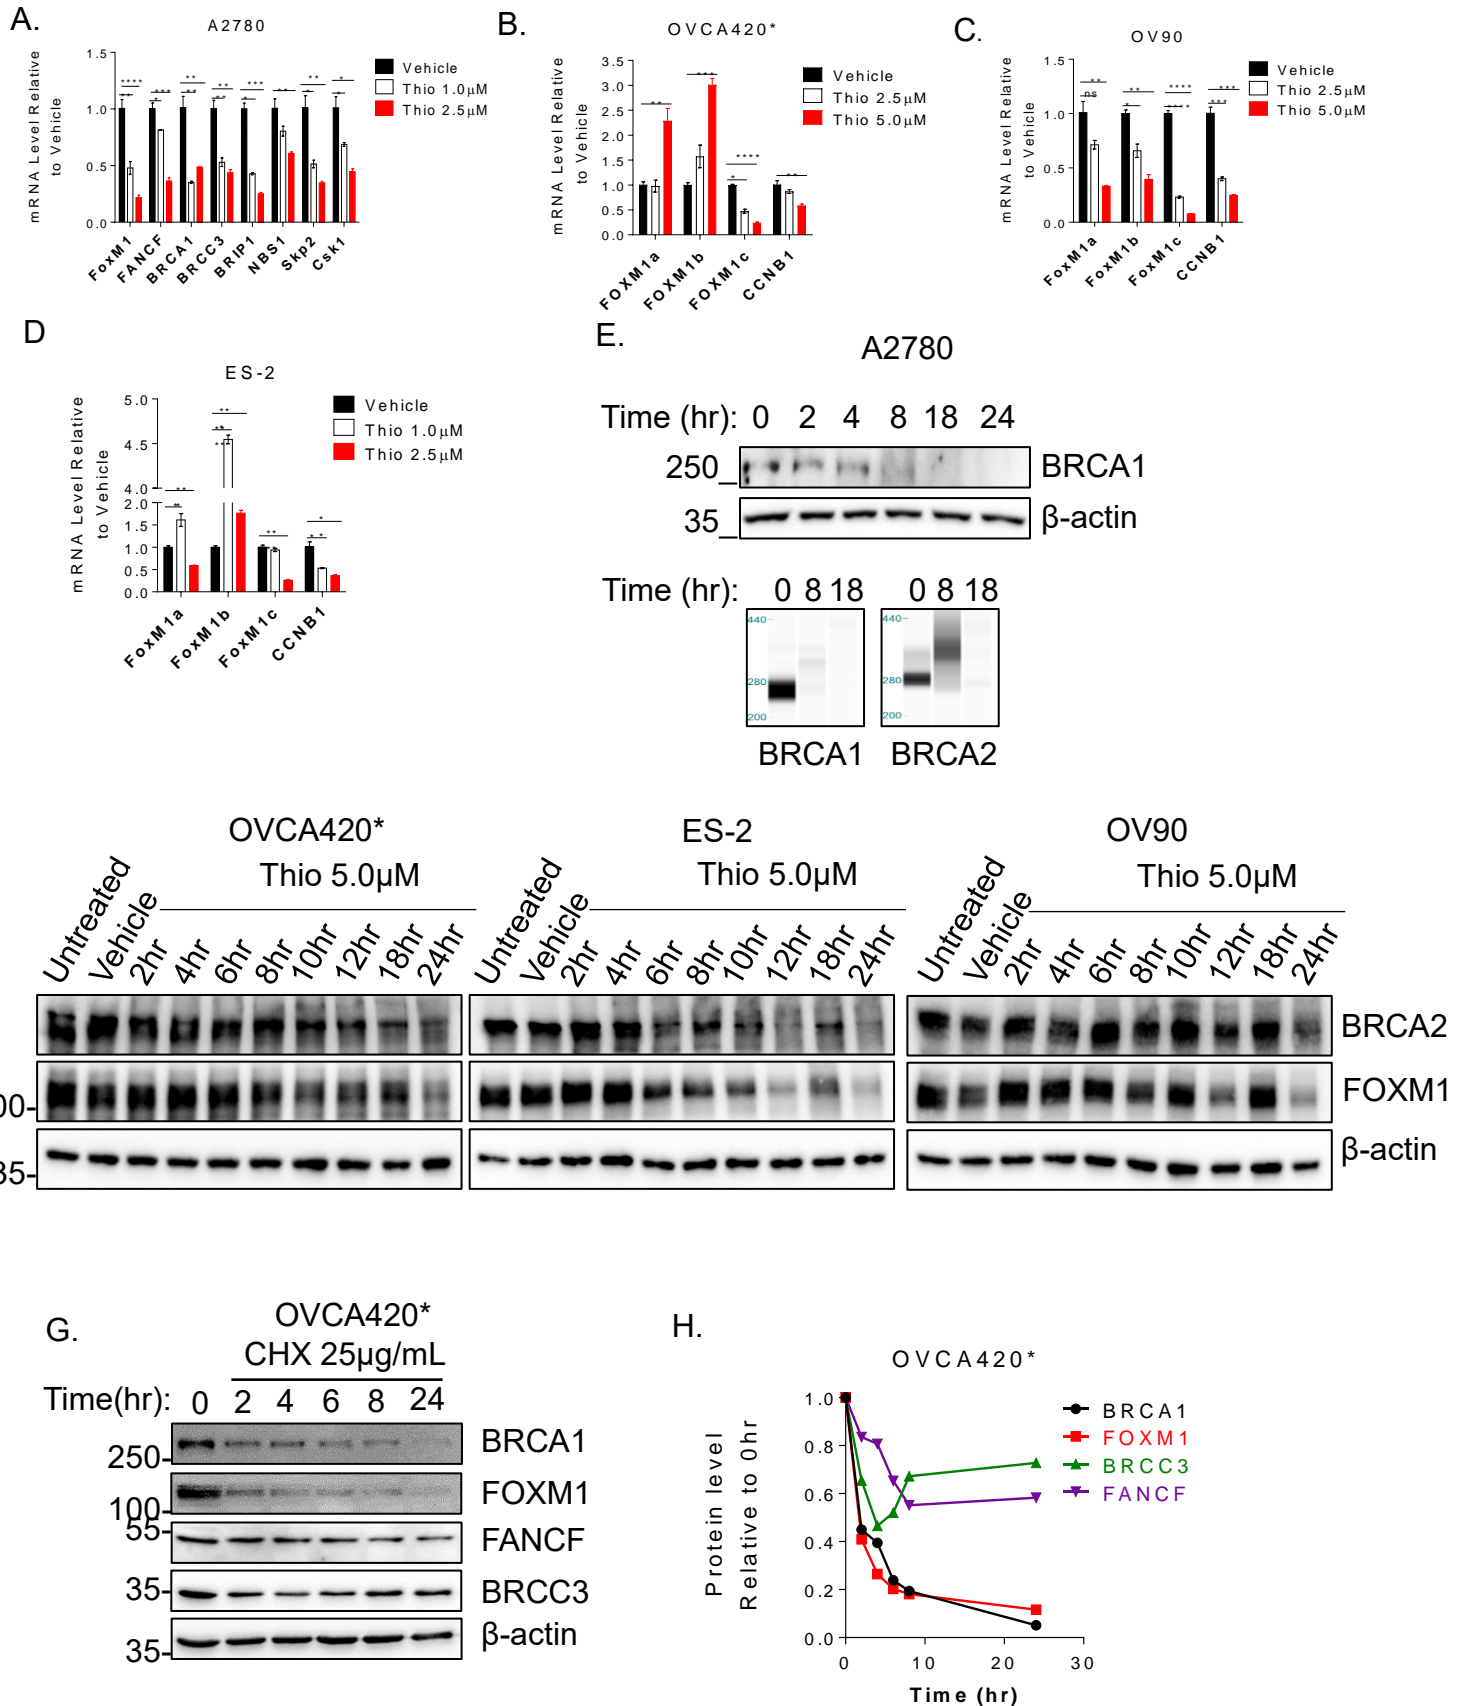 A.
A2780
mRNA Level Relative
to Vehicle
1.5
1.0
0.5
0.0
**** ** *** * ** ** ** ** *** * ** ** * * *
FoxM1 FANCF BRCA1 BRCC3 BRIP1 NBS1 Skp2 Csk1
Vehicle
Thio 1.0µM
Thio 2.5µM
B.
OVCA420*
mRNA Level Relative
to Vehicle
3.5
3.0
2.5
2.0
1.5
1.0
0.5
0.0
** *** **** * **
FOXM1a FOXM1b FOXM1c CCNB1
Vehicle
Thio 2.5µM
Thio 5.0µM
C.
OV90
mRNA Level Relative
to Vehicle
1.5
1.0
0.5
0.0
** ns ** * **** **** *** ***
FoxM1a FoxM1b FoxM1c CCNB1
Vehicle
Thio 2.5µM
Thio 5.0µM
D
ES-2
mRNA Level Relative
to Vehicle
5.0
4.5
4.0
2.0
1.5
1.0
0.5
0.0
** ** ** ** ** * **
FoxM1a FoxM1b FoxM1c CCNB1
Vehicle
Thio 1.0µM
Thio 2.5µM
E.
A2780
Time (hr): 0 2 4 8 18 24
250_ BRCA1
35_ β-actin
Time (hr): 0 8 18 0 8 18
440- 440-
280- 280-
200- 200-
BRCA1 BRCA2
OVCA420* ES-2 OV90
Thio 5.0µM Thio 5.0µM Thio 5.0µM
Untreated Vehicle 2hr 4hr 6hr 8hr 10hr 12hr 18hr 24hr Untreated Vehicle 2hr 4hr 6hr 8hr 10hr 12hr 18hr 24hr Untreated Vehicle 2hr 4hr 6hr 8hr 10hr 12hr 18hr 24hr
BRCA2
00- FOXM1
35- β-actin
G.
OVCA420*
CHX 25µg/mL
Time(hr): 0 2 4 6 8 24
250- BRCA1
100- FOXM1
55- FANCF
35- BRCC3
35- β-actin
H.
OVCA420*
Protein level
Relative to 0hr
1.0
0.8
0.6
0.4
0.2
0.0
0 10 20 30
Time (hr)
BRCA1
FOXM1
BRCC3
FANCF